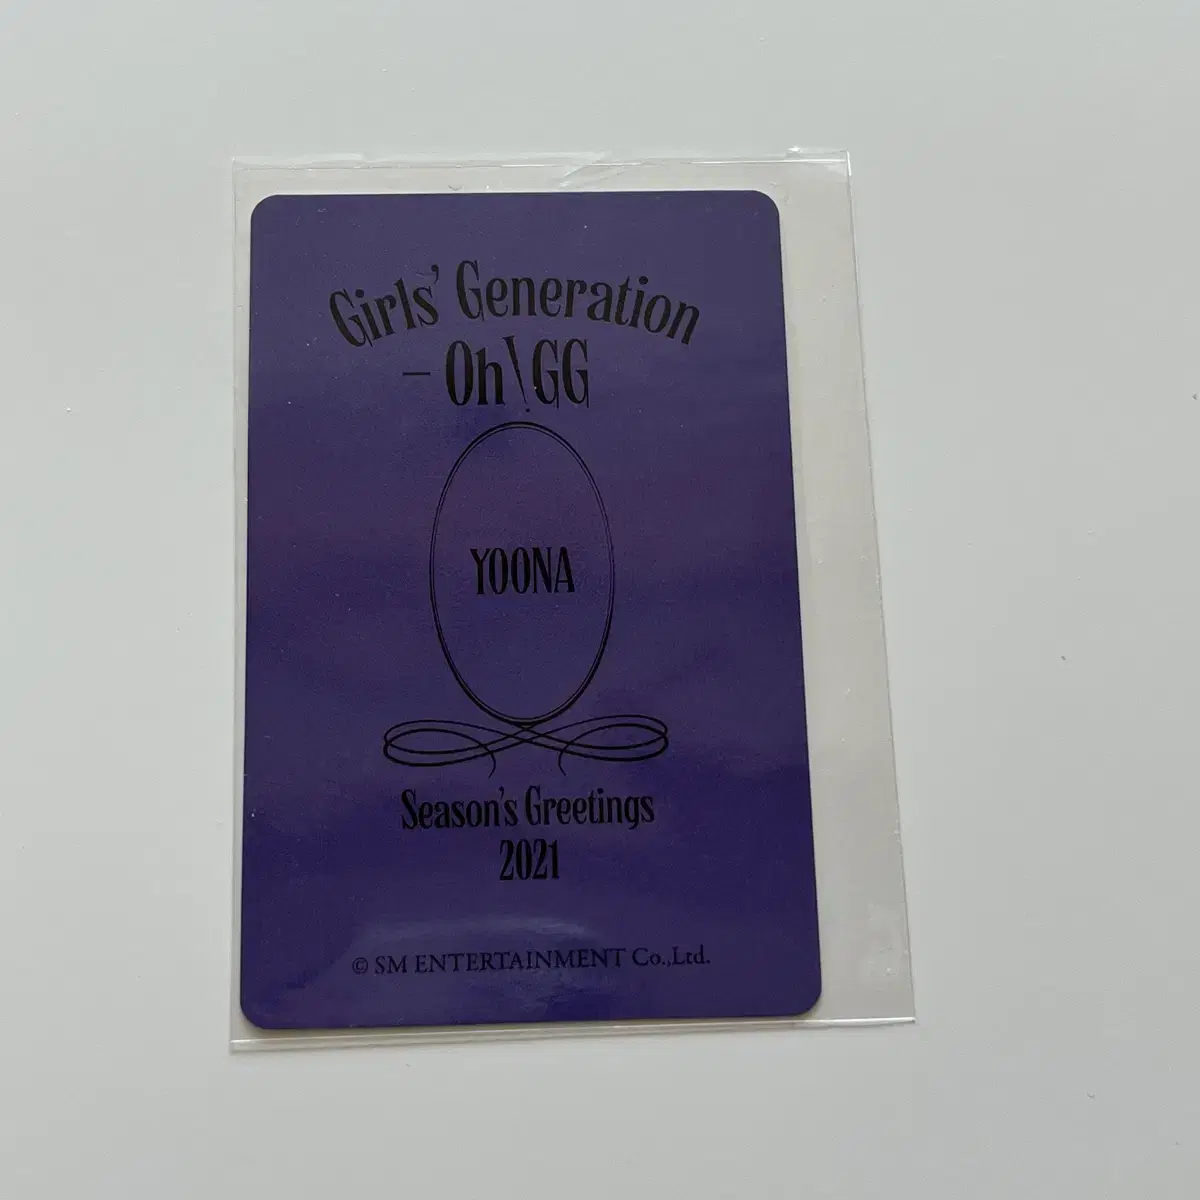 Girls' Generation
- Oh!GG
YOONA
Season's Greetings
2021
© SM ENTERTAINMENT Co.,Ltd.